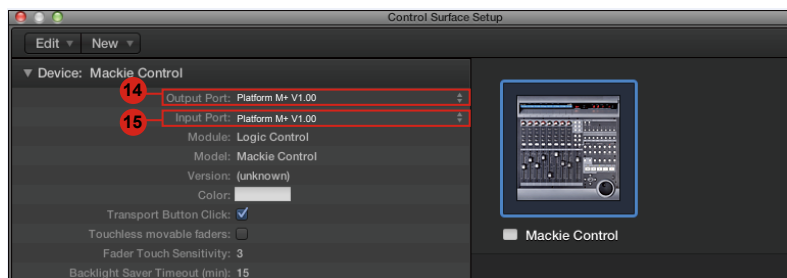 Control Surface Setup
Edit New
Device: Mackie Control
14 Output Port: Platform M+ V1.00
15 Input Port: Platform M+ V1.00
Module: Logic Control
Model: Mackie Control
Version: (unknown)
Color:
Transport Button Click:
Touchless movable faders:
Fader Touch Sensitivity: 3
Backlight Saver Timeout (min): 15
Mackie Control